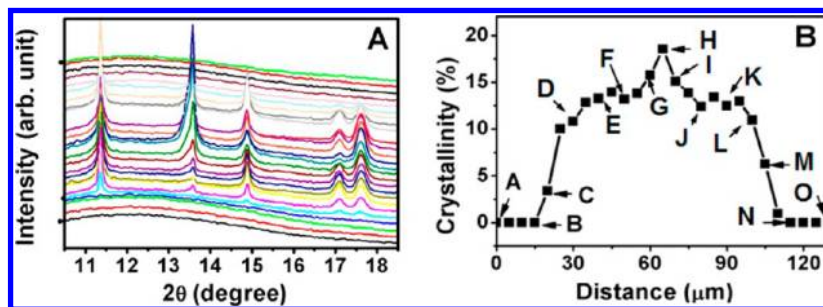 A
Intensity (arb. unit)
11 12 13 14 15 16 17 18
2θ (degree)
B
Crystallinity (%)
20
15
10
5
0
A
B
C
D
E
F
G
H
I
J
K
L
M
N
O
0 30 60 90 120
Distance (μm)